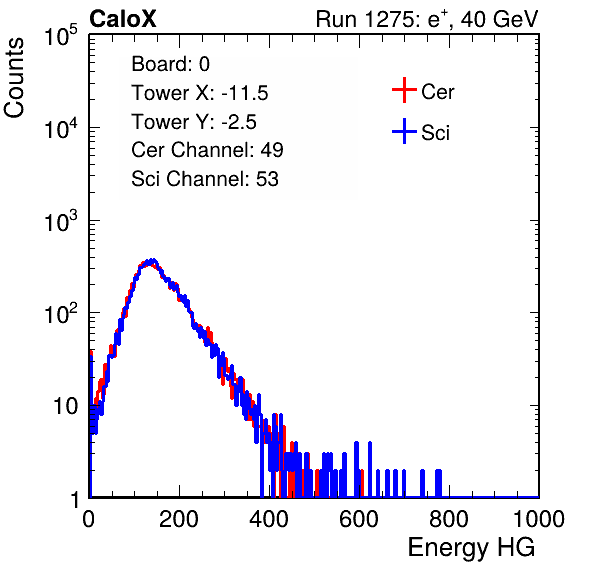 CaloX Run 1275: e+, 40 GeV
Counts
Board: 0
Tower X: -11.5
Tower Y: -2.5
Cer Channel: 49
Sci Channel: 53
Cer
Sci
10^5
10^4
10^3
10^2
10
1
0 200 400 600 800 1000
Energy HG